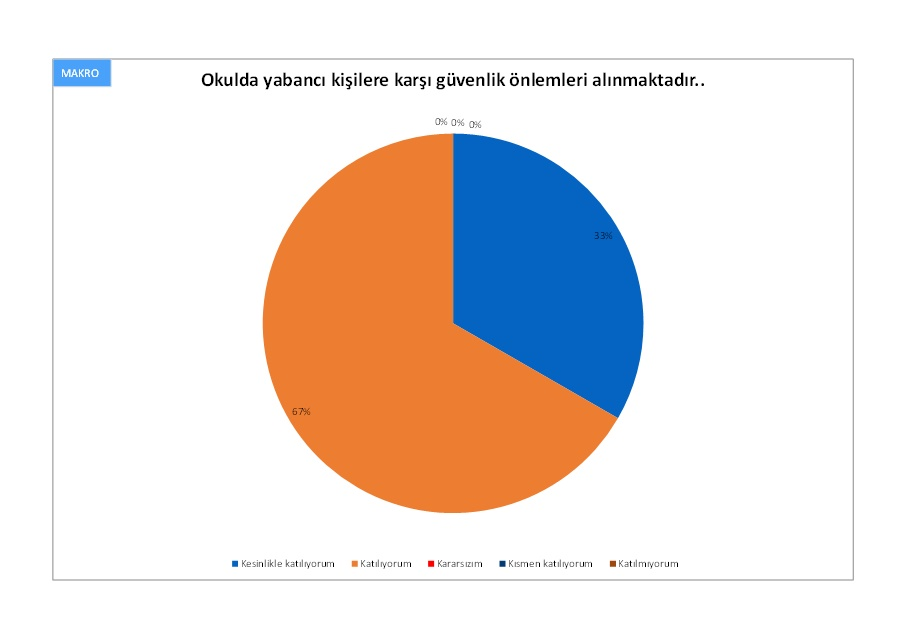 MAKRO
Okulda yabancı kişilere karşı güvenlik önlemleri alınmaktadır..
0% 0% 0%
33%
67%
Kesinlikle katılıyorum Katılıyorum Kararsızım Kısmen katılıyorum Katılmıyorum